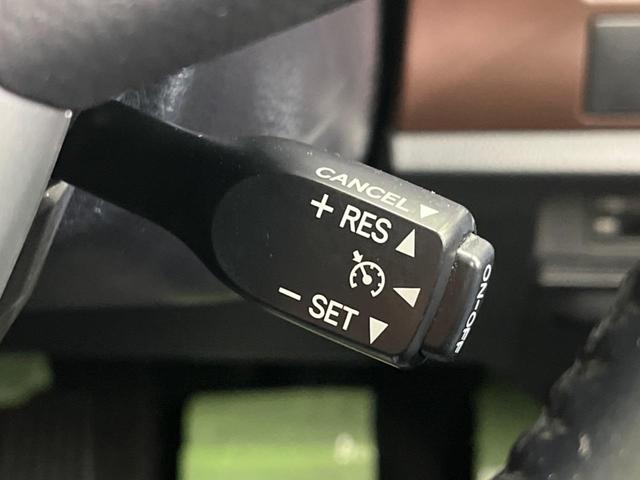 CANCEL ▼
+ RES ▲
◀
- SET ▼
ON-OFF